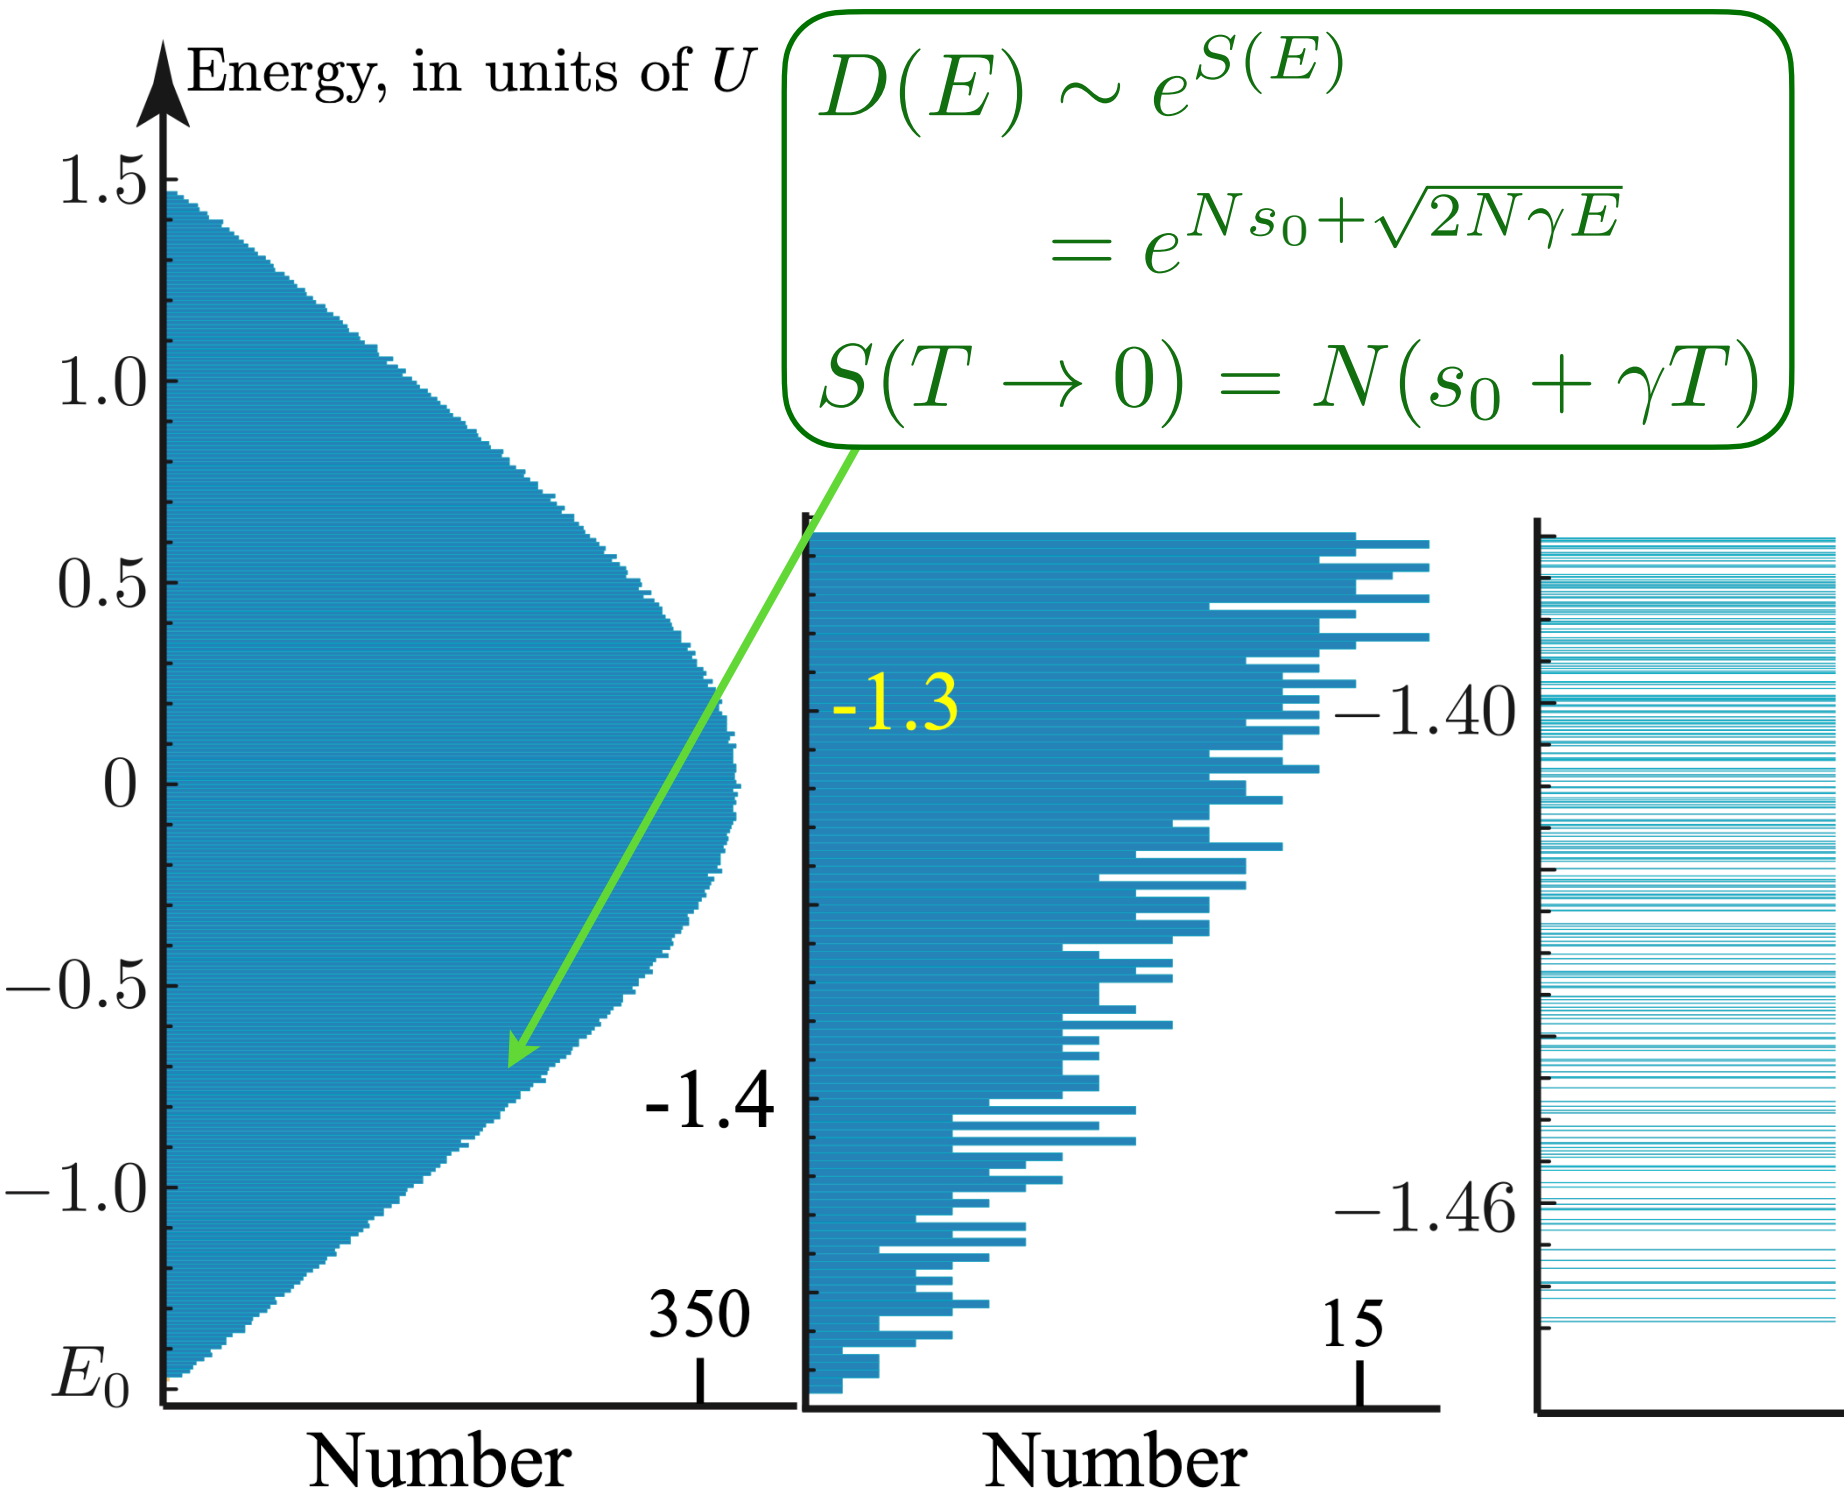 Energy, in units of U
D(E) ∼ e^{S(E)}
= e^{Ns₀+√(2NγE)}
S(T → 0) = N(s₀ + γT)
1.5
1.0
0.5
0
−0.5
−1.0
E₀
350
Number
-1.3
-1.4
15
Number
−1.40
−1.46